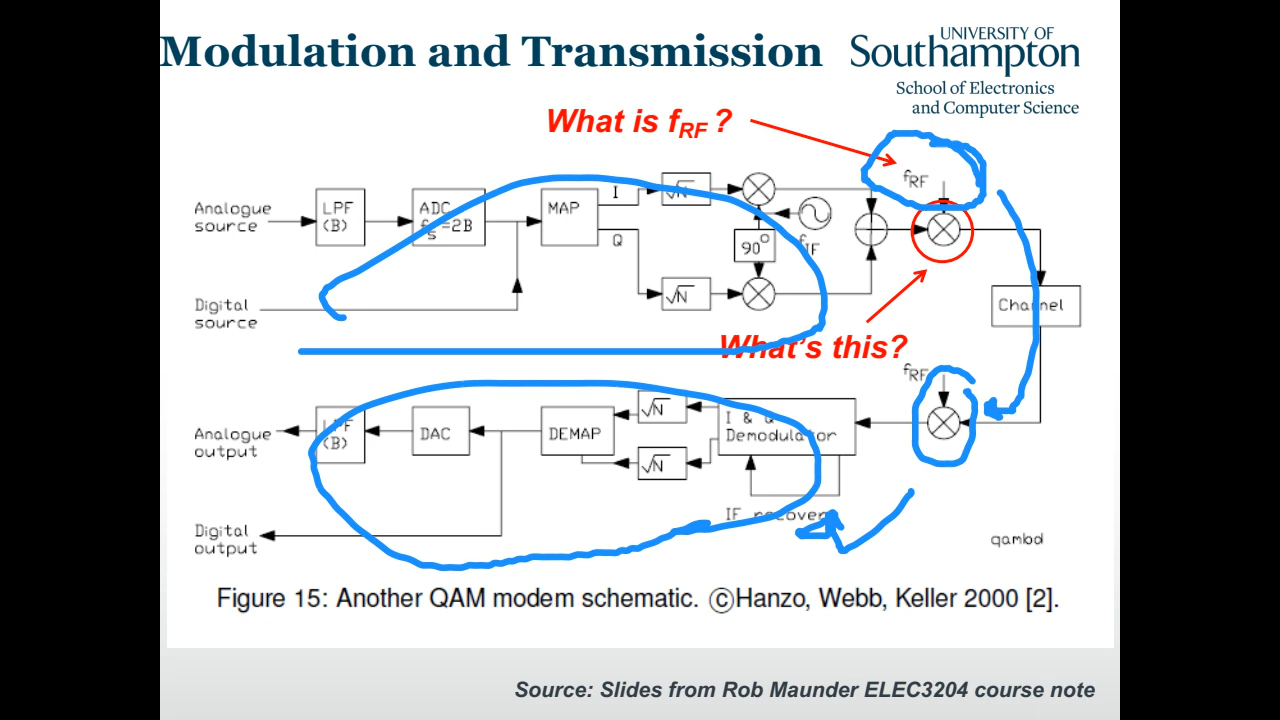 Modulation and Transmission
UNIVERSITY OF
Southampton
School of Electronics
and Computer Science
What is fRF ?
fRF
Analogue
source
LPF
(B)
ADC
fs=2B
MAP
I
Q
√N
90°
fIF
√N
Digital
source
Channel
What's this?
fRF
Analogue
output
LPF
(B)
DAC
DEMAP
√N
√N
I & Q
Demodulator
IF recovery
Digital
output
qambd
Figure 15: Another QAM modem schematic. ©Hanzo, Webb, Keller 2000 [2].
Source: Slides from Rob Maunder ELEC3204 course note